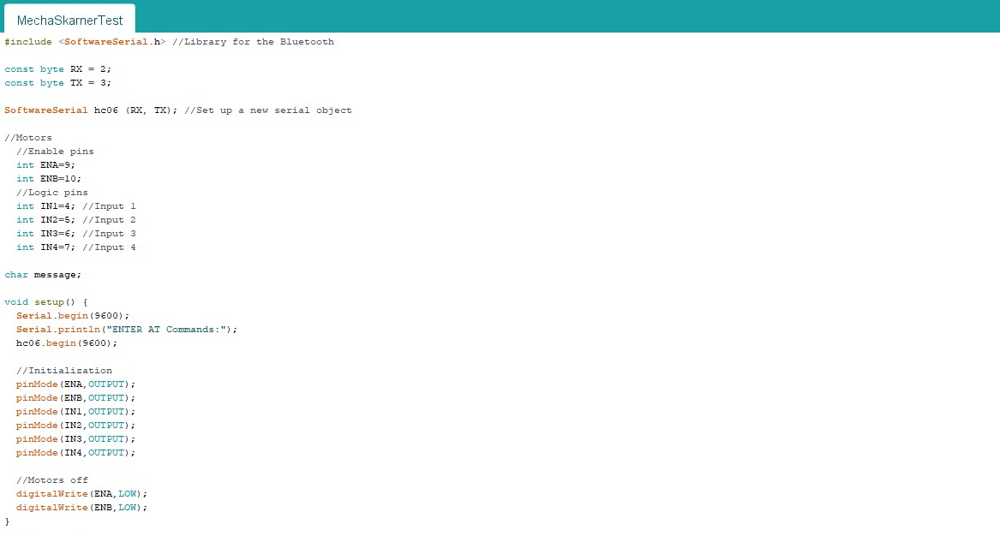 MechaSkarnerTest
#include <SoftwareSerial.h> //Library for the Bluetooth
const byte RX = 2;
const byte TX = 3;
SoftwareSerial hc06 (RX, TX); //Set up a new serial object
//Motors
//Enable pins
int ENA=9;
int ENB=10;
//Logic pins
int IN1=4; //Input 1
int IN2=5; //Input 2
int IN3=6; //Input 3
int IN4=7; //Input 4
char message;
void setup() {
Serial.begin(9600);
Serial.println("ENTER AT Commands:");
hc06.begin(9600);
//Initialization
pinMode(ENA,OUTPUT);
pinMode(ENB,OUTPUT);
pinMode(IN1,OUTPUT);
pinMode(IN2,OUTPUT);
pinMode(IN3,OUTPUT);
pinMode(IN4,OUTPUT);
//Motors off
digitalWrite(ENA,LOW);
digitalWrite(ENB,LOW);
}